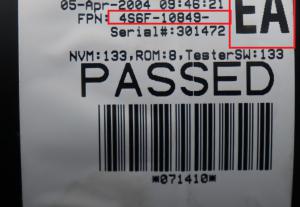 05-Apr-2004 09:46:21
FPN: 4S6F-10849-
EA
Serial#:301472
NVM:133,ROM:8,TesterSW:133
PASSED
*071410*